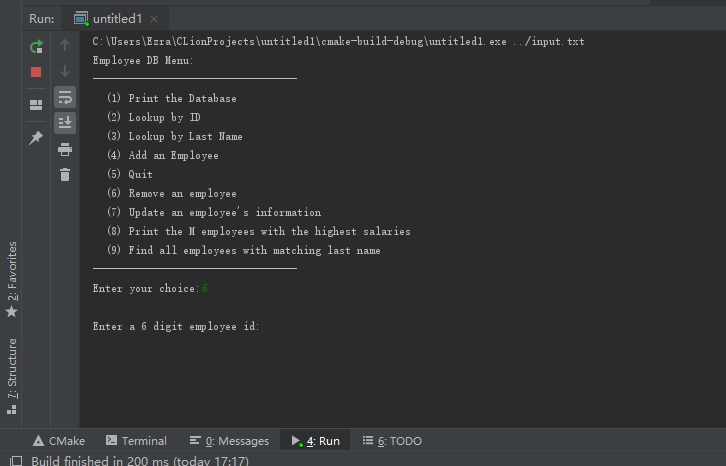 Run: untitled1
C:\Users\Ezra\CLionProjects\untitled1\cmake-build-debug\untitled1.exe ../input.txt
Employee DB Menu:
(1) Print the Database
(2) Lookup by ID
(3) Lookup by Last Name
(4) Add an Employee
(5) Quit
(6) Remove an employee
(7) Update an employee's information
(8) Print the M employees with the highest salaries
(9) Find all employees with matching last name
Enter your choice:6
Enter a 6 digit employee id:
2: Favorites
7: Structure
CMake Terminal 0: Messages 4: Run 6: TODO
Build finished in 200 ms (today 17:17)